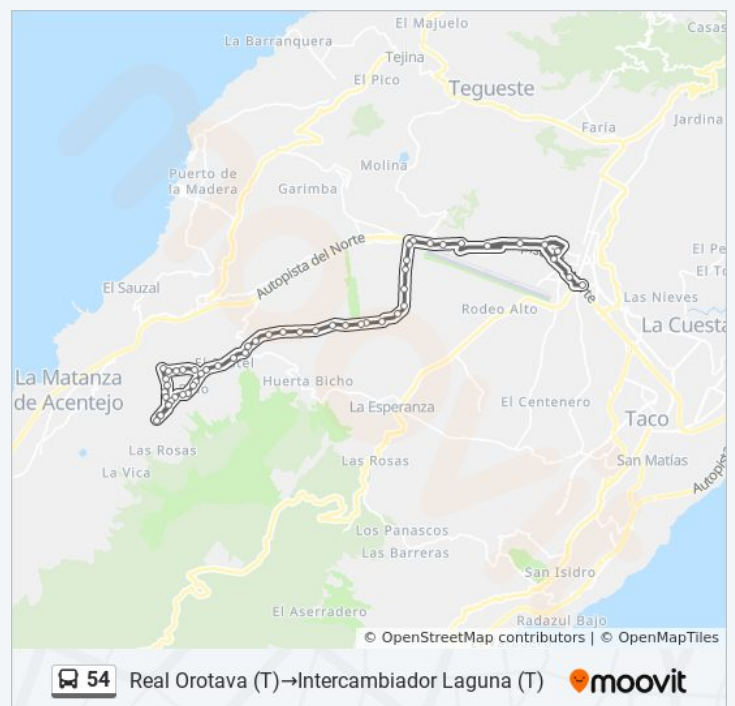 El Majuelo
Casas
La Barranquera
Tejina
El Pico
Tegueste
Jardina
Faria
Molina
Puerto de
la Madera
Garimba
Autopista del Norte
El Pe
El Sauzal
El To
Rodeo Alto
Las Nieves
La Cuesta
La Matanza
de Acentejo
Huerta Bicho
La Esperanza
El Centenero
Taco
Las Rosas
La Vica
Las Rosas
San Matías
Autopista
Los Panascos
Las Barreras
San Isidro
El Aserradero
Radazul Bajo
© OpenStreetMap contributors | © OpenMapTiles
54 Real Orotava (T)→Intercambiador Laguna (T) moovit